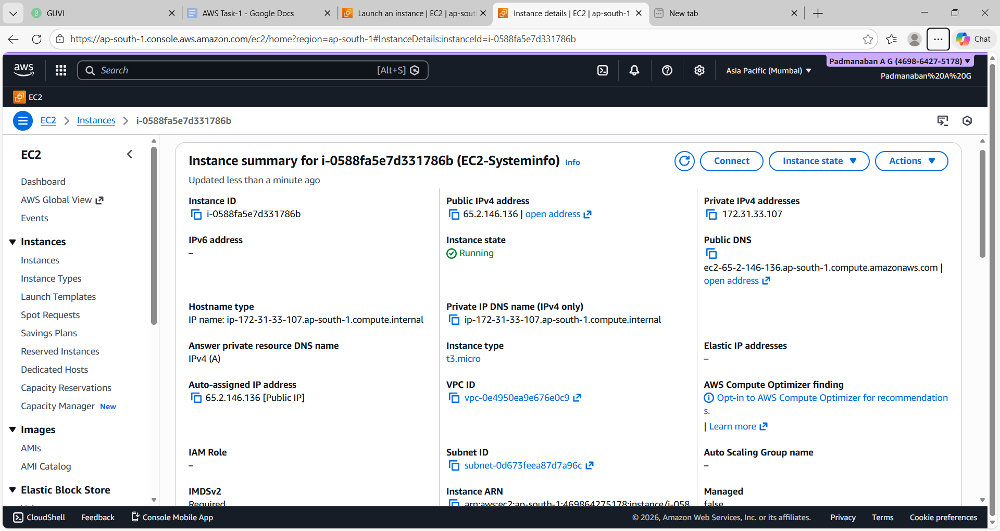 GUVI
AWS Task-1 - Google Docs
Launch an instance | EC2 | ap-sout
Instance details | EC2 | ap-south-1
New tab
https://ap-south-1.console.aws.amazon.com/ec2/home?region=ap-south-1#InstanceDetails:instanceId=i-0588fa5e7d331786b
Chat
aws
Search
[Alt+S]
Asia Pacific (Mumbai)
Padmanaban A G (4698-6427-5178)
Padmanaban%20A%20G
EC2
EC2
Instances
i-0588fa5e7d331786b
EC2
Dashboard
AWS Global View
Events
Instances
Instances
Instance Types
Launch Templates
Spot Requests
Savings Plans
Reserved Instances
Dedicated Hosts
Capacity Reservations
Capacity Manager New
Images
AMIs
AMI Catalog
Elastic Block Store
Instance summary for i-0588fa5e7d331786b (EC2-Systeminfo) Info
Updated less than a minute ago
Connect
Instance state
Actions
Instance ID
i-0588fa5e7d331786b
Public IPv4 address
65.2.146.136 | open address
Private IPv4 addresses
172.31.33.107
IPv6 address
–
Instance state
Running
Public DNS
ec2-65-2-146-136.ap-south-1.compute.amazonaws.com |
open address
Hostname type
IP name: ip-172-31-33-107.ap-south-1.compute.internal
Private IP DNS name (IPv4 only)
ip-172-31-33-107.ap-south-1.compute.internal
Answer private resource DNS name
IPv4 (A)
Instance type
t3.micro
Elastic IP addresses
–
Auto-assigned IP address
65.2.146.136 [Public IP]
VPC ID
vpc-0e4950ea9e676e0c9
AWS Compute Optimizer finding
Opt-in to AWS Compute Optimizer for recommendation
s.
| Learn more
IAM Role
–
Subnet ID
subnet-0d673feea87d7a96c
Auto Scaling Group name
–
IMDSv2
Required
Instance ARN
arn:aws:ec2:ap-south-1:469864275178:instance/i-058
Managed
false
CloudShell
Feedback
Console Mobile App
© 2026, Amazon Web Services, Inc. or its affiliates.
Privacy
Terms
Cookie preferences